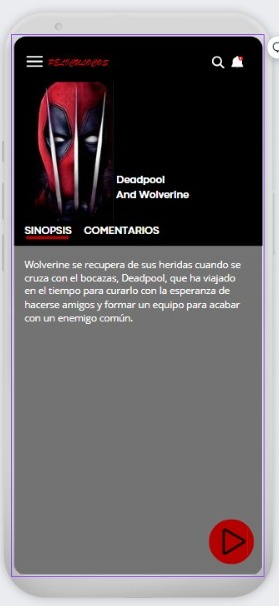 PELICULOCOS
Deadpool
And Wolverine
SINOPSIS COMENTARIOS
Wolverine se recupera de sus heridas cuando se
cruza con el bocazas, Deadpool, que ha viajado
en el tiempo para curarlo con la esperanza de
hacerse amigos y formar un equipo para acabar
con un enemigo común.